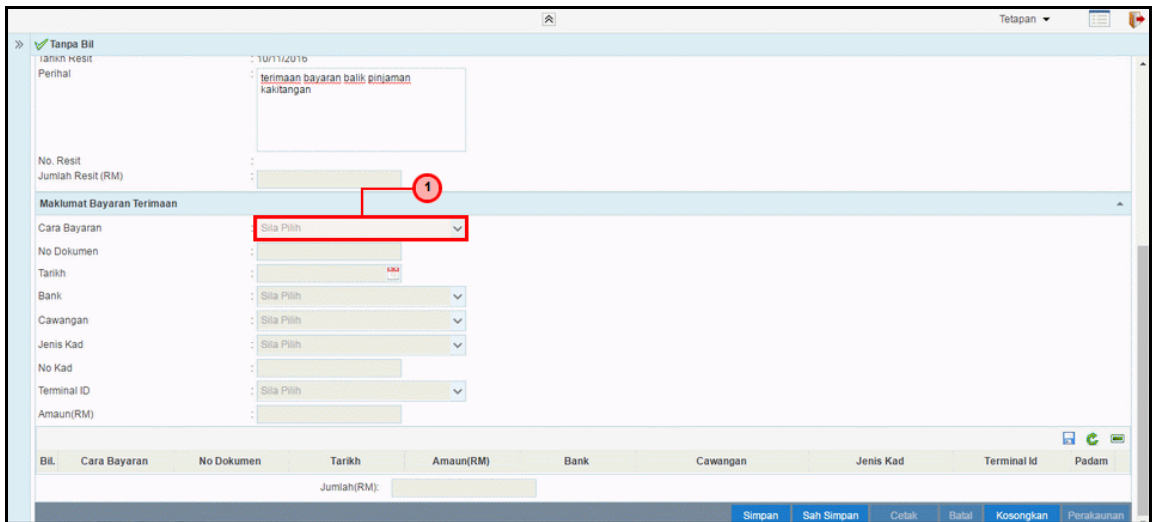 Tetapan
Tanpa Bil
Tarikh Resit : 10/11/2016
Perihal : terimaan bayaran balik pinjaman
kakitangan
No. Resit :
Jumlah Resit (RM) :
1
Maklumat Bayaran Terimaan
Cara Bayaran : Sila Pilih
No Dokumen :
Tarikh :
Bank : Sila Pilih
Cawangan : Sila Pilih
Jenis Kad : Sila Pilih
No Kad :
Terminal ID : Sila Pilih
Amaun(RM) :
Bil. Cara Bayaran No Dokumen Tarikh Amaun(RM) Bank Cawangan Jenis Kad Terminal Id Padam
Jumlah(RM):
Simpan Sah Simpan Cetak Batal Kosongkan Perakaunan